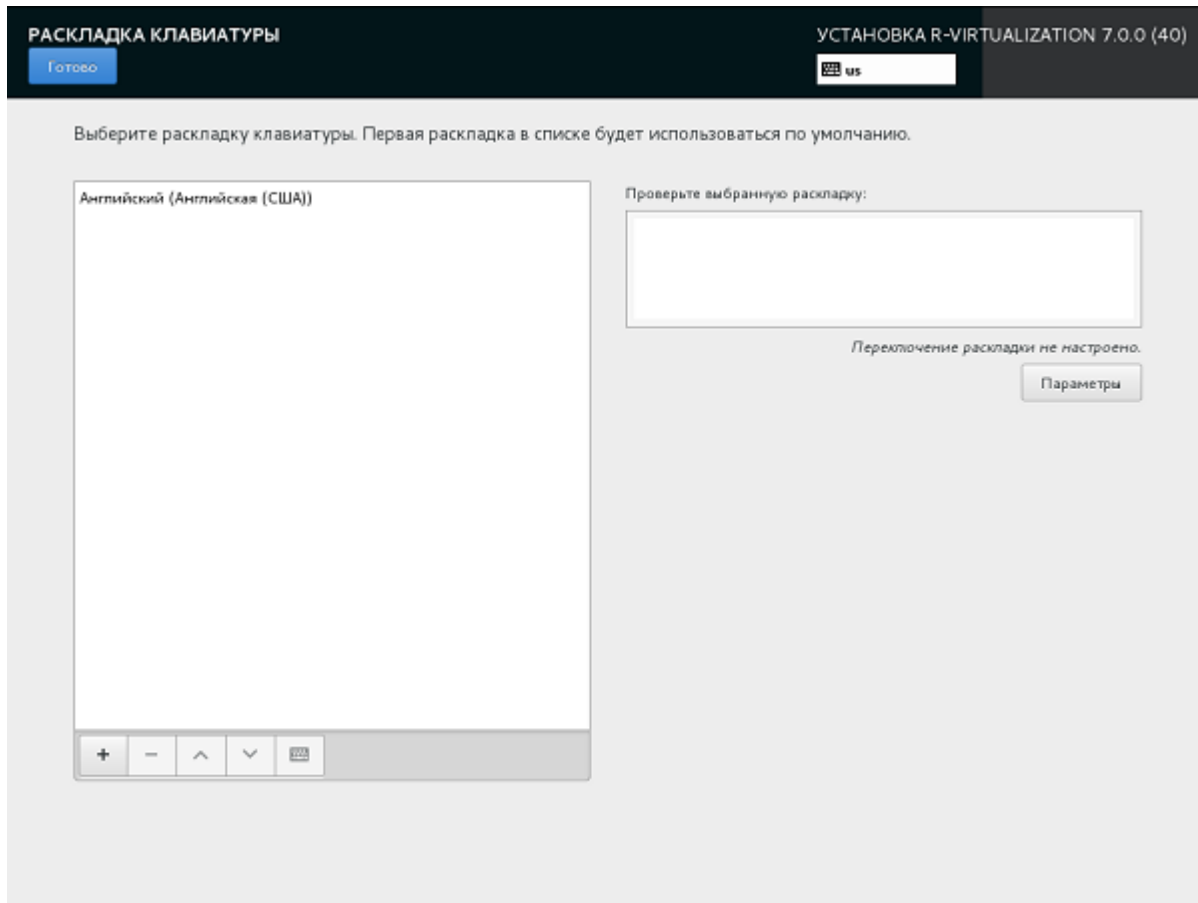 РАСКЛАДКА КЛАВИАТУРЫ
УСТАНОВКА R-VIRTUALIZATION 7.0.0 (40)
Готово
us
Выберите раскладку клавиатуры. Первая раскладка в списке будет использоваться по умолчанию.
Английский (Английская (США))
Проверьте выбранную раскладку:
Переключение раскладки не настроено.
Параметры